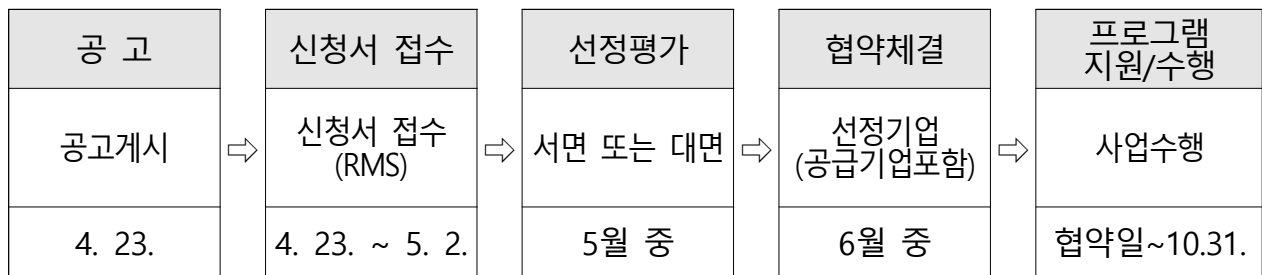 공 고
공고게시
4. 23.
신청서 접수
신청서 접수
(RMS)
4. 23. ~ 5. 2.
선정평가
서면 또는 대면
5월 중
협약체결
선정기업
(공급기업포함)
6월 중
프로그램
지원/수행
사업수행
협약일~10.31.